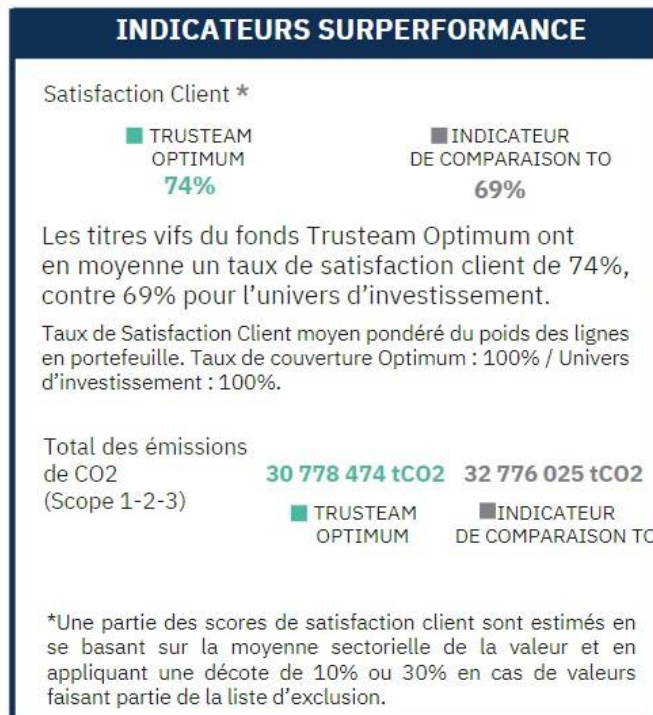 INDICATEURS SURPERFORMANCE
Satisfaction Client *
TRUSTEAM OPTIMUM
74%
INDICATEUR DE COMPARAISON TO
69%
Les titres vifs du fonds Trusteam Optimum ont
en moyenne un taux de satisfaction client de 74%,
contre 69% pour l'univers d'investissement.
Taux de Satisfaction Client moyen pondéré du poids des lignes
en portefeuille. Taux de couverture Optimum : 100% / Univers
d'investissement : 100%.
Total des émissions
de CO2
(Scope 1-2-3)
30 778 474 tCO2
32 776 025 tCO2
TRUSTEAM
OPTIMUM
INDICATEUR
DE COMPARAISON TO
*Une partie des scores de satisfaction client sont estimés en
se basant sur la moyenne sectorielle de la valeur et en
appliquant une décote de 10% ou 30% en cas de valeurs
faisant partie de la liste d'exclusion.